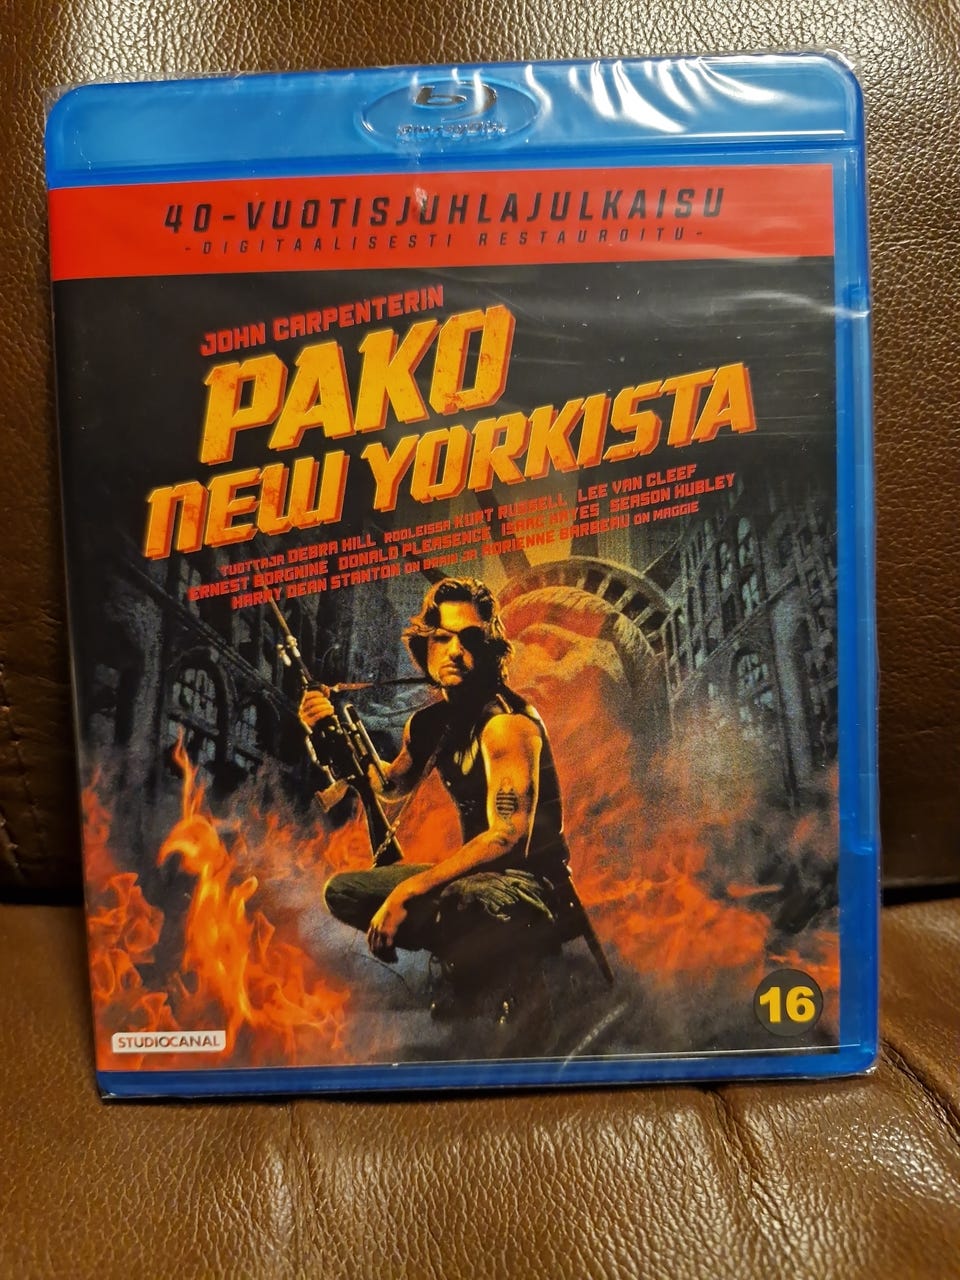 40-VUOTISJUHLAJULKAISU
-DIGITAALISESTI RESTAUROITU-
JOHN CARPENTERIN
PAKO
NEW YORKISTA
TUOTTAJA DEBRA HILL ROOLEISSA KURT RUSSELL LEE VAN CLEEF
ERNEST BORGNINE DONALD PLEASENCE ISAAC HAYES SEASON HUBLEY
HARRY DEAN STANTON ON BRAIN JA ADRIENNE BARBEAU ON MAGGIE
16
STUDIOCANAL